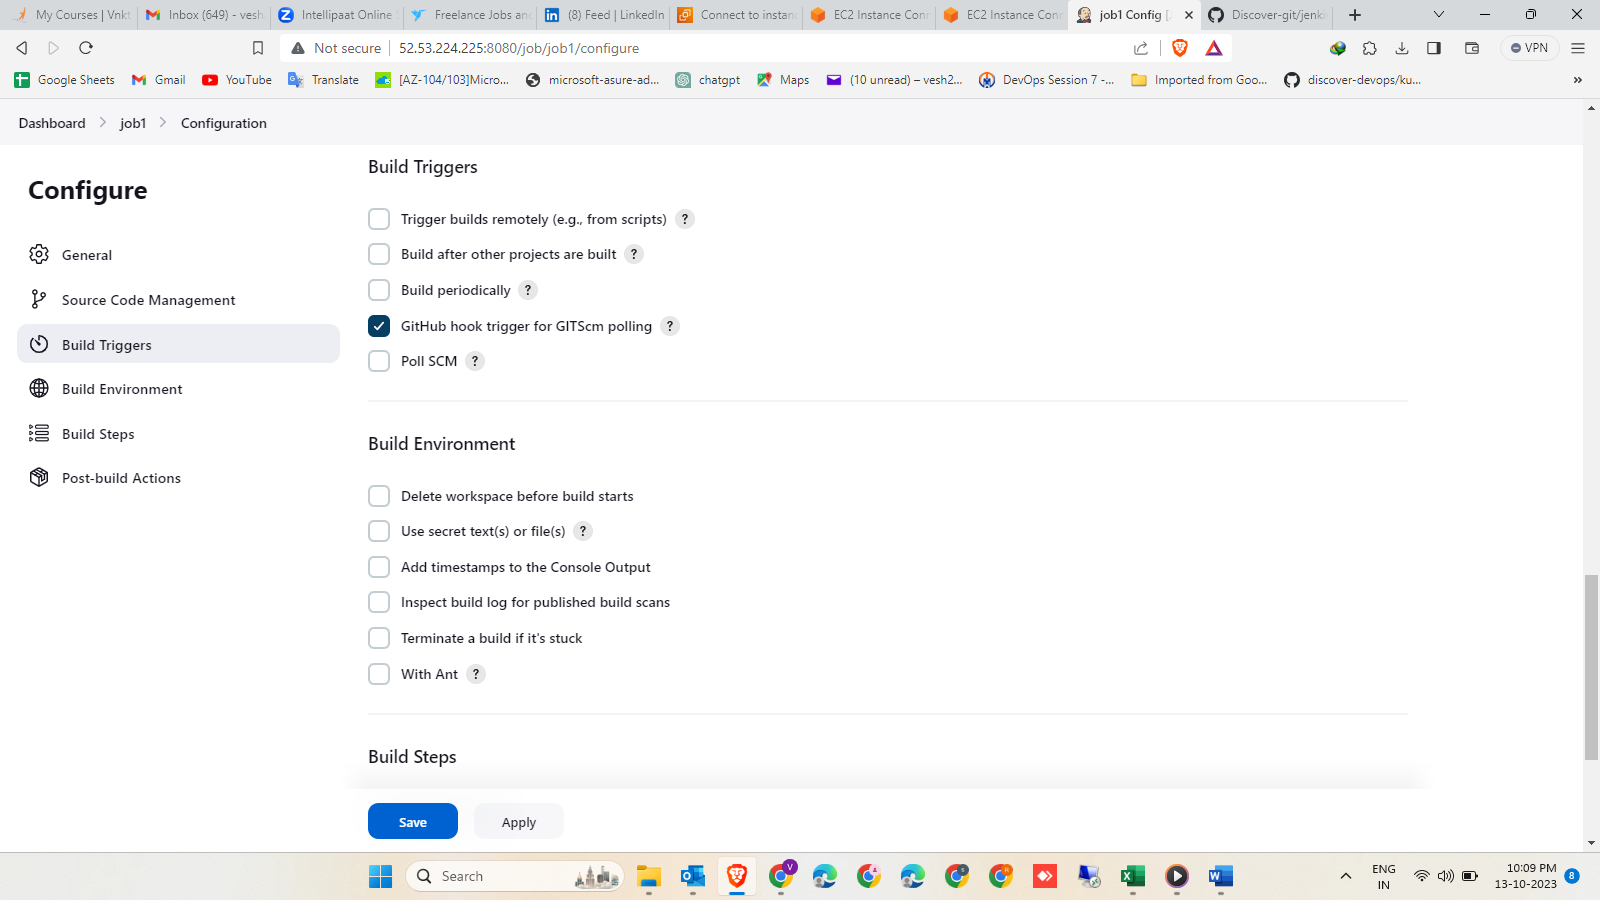 My Courses | Vnkt
Inbox (649) - vesh
Intellipaat Online
Freelance Jobs and
(8) Feed | LinkedIn
Connect to instanc
EC2 Instance Conn
EC2 Instance Conn
job1 Config [
Discover-git/jenki
Not secure
52.53.224.225:8080/job/job1/configure
VPN
Google Sheets
Gmail
YouTube
Translate
[AZ-104/103]Micro...
microsoft-asure-ad...
chatgpt
Maps
(10 unread) – vesh2...
DevOps Session 7 -...
Imported from Goo...
discover-devops/ku...
»
Dashboard
job1
Configuration
Configure
General
Source Code Management
Build Triggers
Build Environment
Build Steps
Post-build Actions
Build Triggers
Trigger builds remotely (e.g., from scripts) ?
Build after other projects are built ?
Build periodically ?
GitHub hook trigger for GITScm polling ?
Poll SCM ?
Build Environment
Delete workspace before build starts
Use secret text(s) or file(s) ?
Add timestamps to the Console Output
Inspect build log for published build scans
Terminate a build if it's stuck
With Ant ?
Build Steps
Save
Apply
Search
V
ENG
IN
10:09 PM
13-10-2023
8